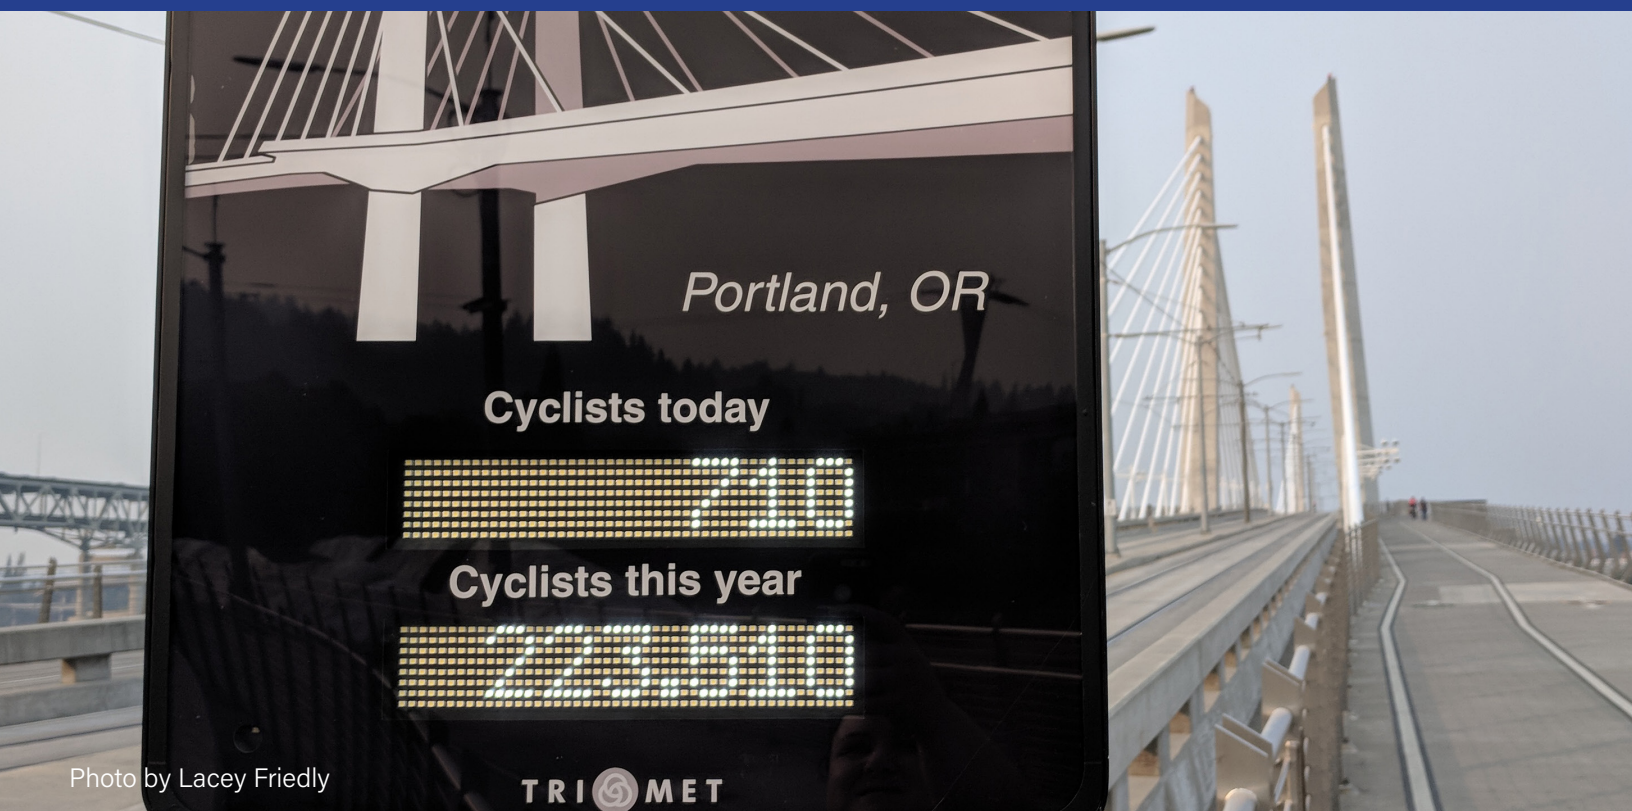 Portland, OR
Cyclists today
710
Cyclists this year
223,510
TRI MET
Photo by Lacey Friedly